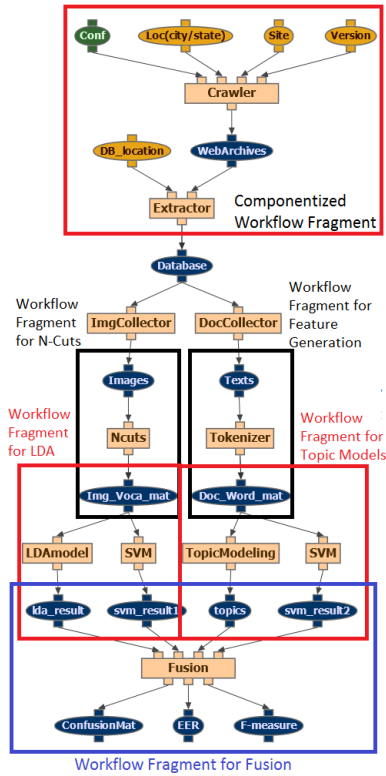 Conf
Loc(city/state)
Site
Version
Crawler
DB_location
WebArchives
Extractor
Componentized
Workflow Fragment
Database
Workflow
Fragment
for N-Cuts
ImgCollector
DocCollector
Workflow
Fragment for
Feature
Generation
Images
Texts
Workflow
Fragment
for LDA
Ncuts
Tokenizer
Workflow
Fragment for
Topic Models
Img_Voca_mat
Doc_Word_mat
LDAmodel
SVM
TopicModeling
SVM
lda_result
svm_result1
topics
svm_result2
Fusion
ConfusionMat
EER
F-measure
Workflow Fragment for Fusion